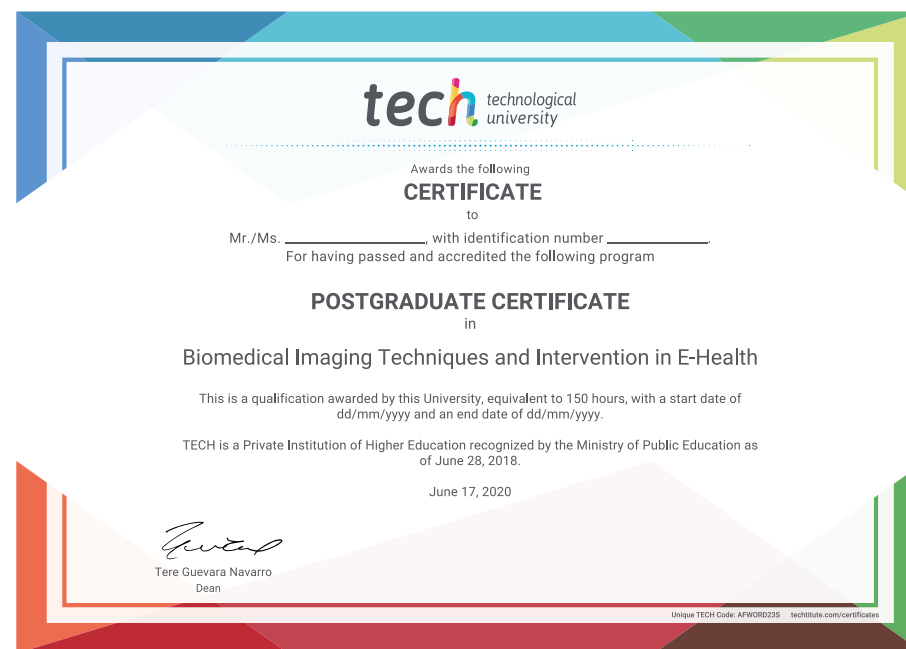 tech technological
university
Awards the following
CERTIFICATE
to
Mr./Ms. ____________________, with identification number ______________.
For having passed and accredited the following program
POSTGRADUATE CERTIFICATE
in
Biomedical Imaging Techniques and Intervention in E-Health
This is a qualification awarded by this University, equivalent to 150 hours, with a start date of
dd/mm/yyyy and an end date of dd/mm/yyyy.
TECH is a Private Institution of Higher Education recognized by the Ministry of Public Education as
of June 28, 2018.
June 17, 2020
Tere Guevara Navarro
Dean
Unique TECH Code: AFWORD23S techtitute.com/certificates